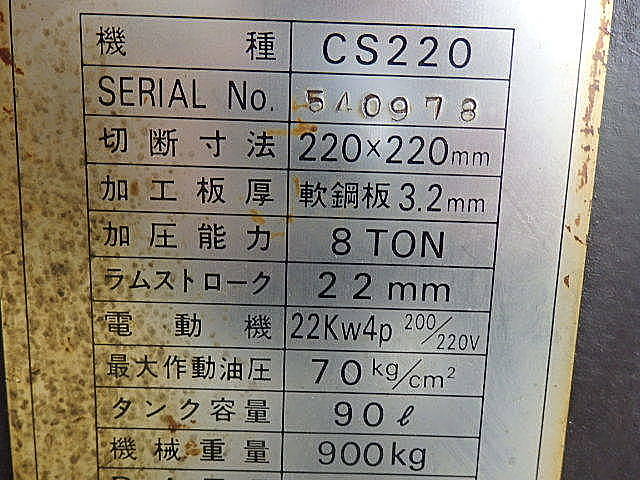 機種 CS220
SERIAL No. 540978
切断寸法 220×220mm
加工板厚 軟鋼板 3.2mm
加圧能力 8 TON
ラムストローク 22mm
電動機 22Kw4p 200/220V
最大作動油圧 70 kg/cm²
タンク容量 90ℓ
機械重量 900kg